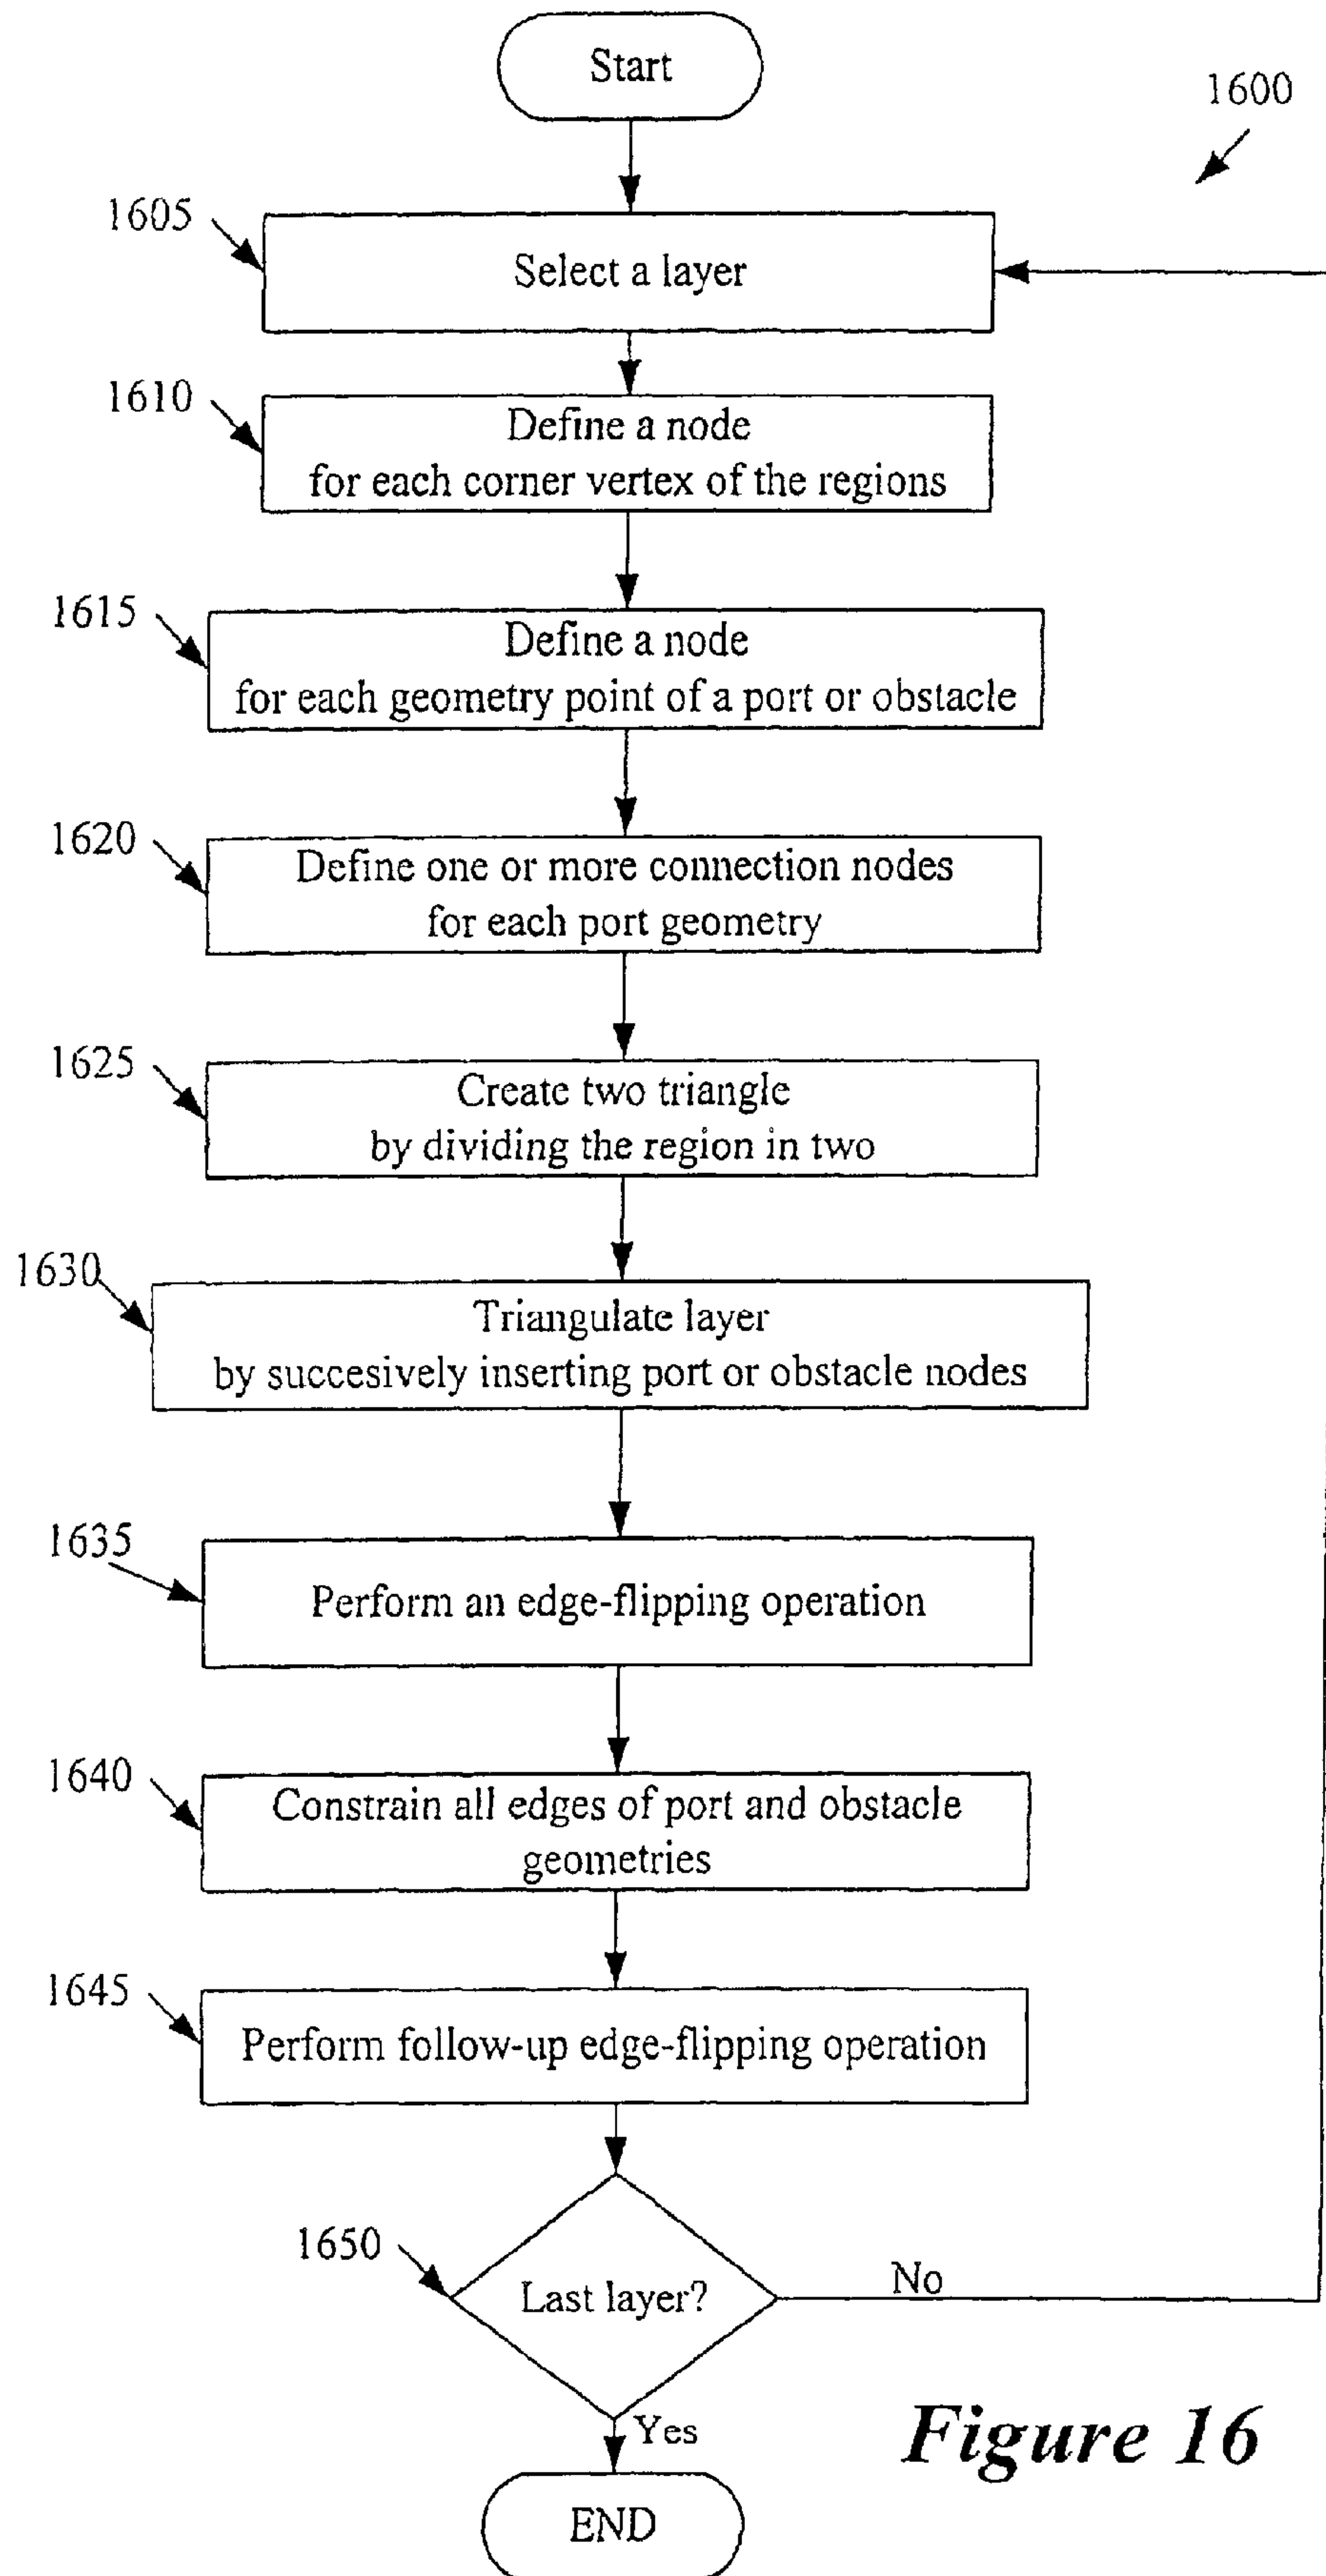 Start
1600
1605
Select a layer
1610
Define a node
for each corner vertex of the regions
1615
Define a node
for each geometry point of a port or obstacle
1620
Define one or more connection nodes
for each port geometry
1625
Create two triangle
by dividing the region in two
1630
Triangulate layer
by succesively inserting port or obstacle nodes
1635
Perform an edge-flipping operation
1640
Constrain all edges of port and obstacle
geometries
1645
Perform follow-up edge-flipping operation
1650
Last layer?
No
Yes
Figure 16
END